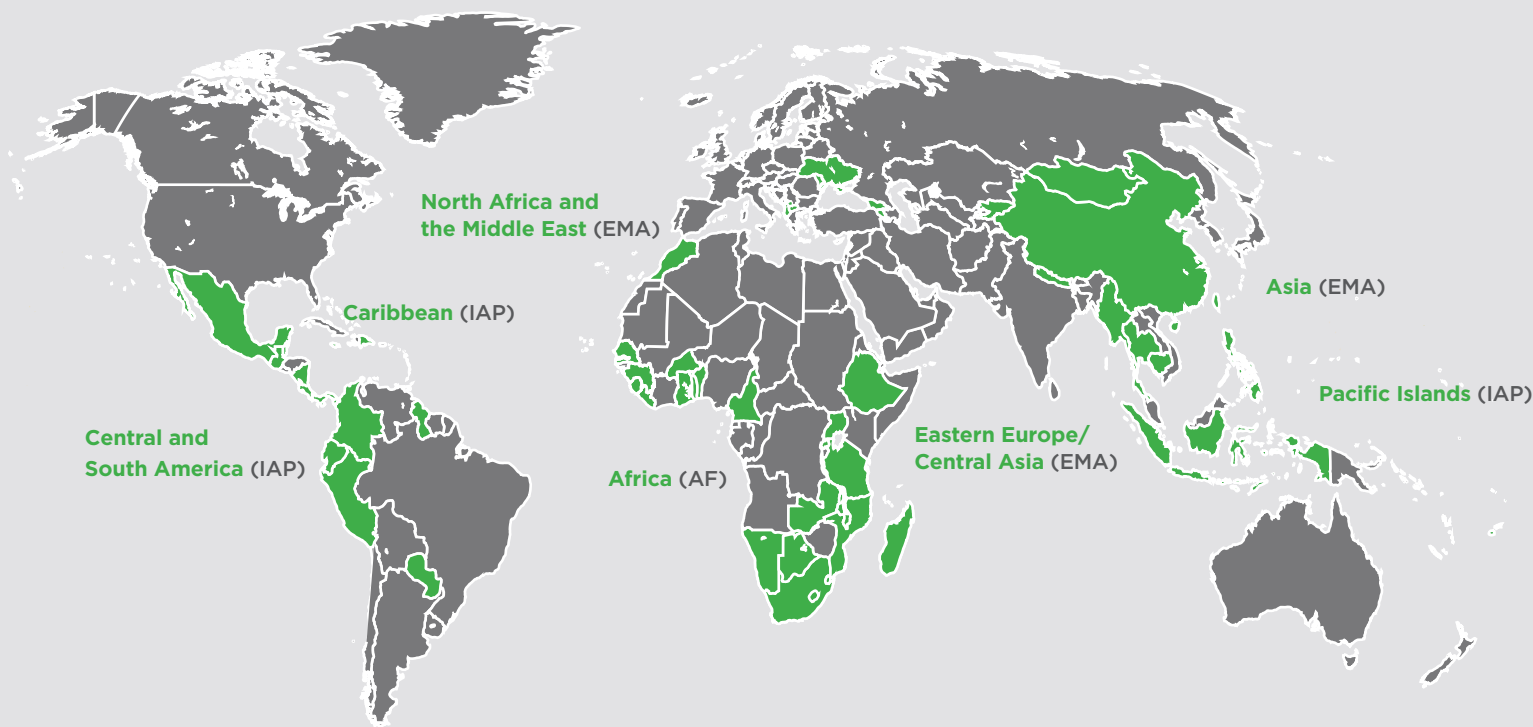 North Africa and
the Middle East (EMA)
Caribbean (IAP)
Asia (EMA)
Pacific Islands (IAP)
Central and
South America (IAP)
Africa (AF)
Eastern Europe/
Central Asia (EMA)